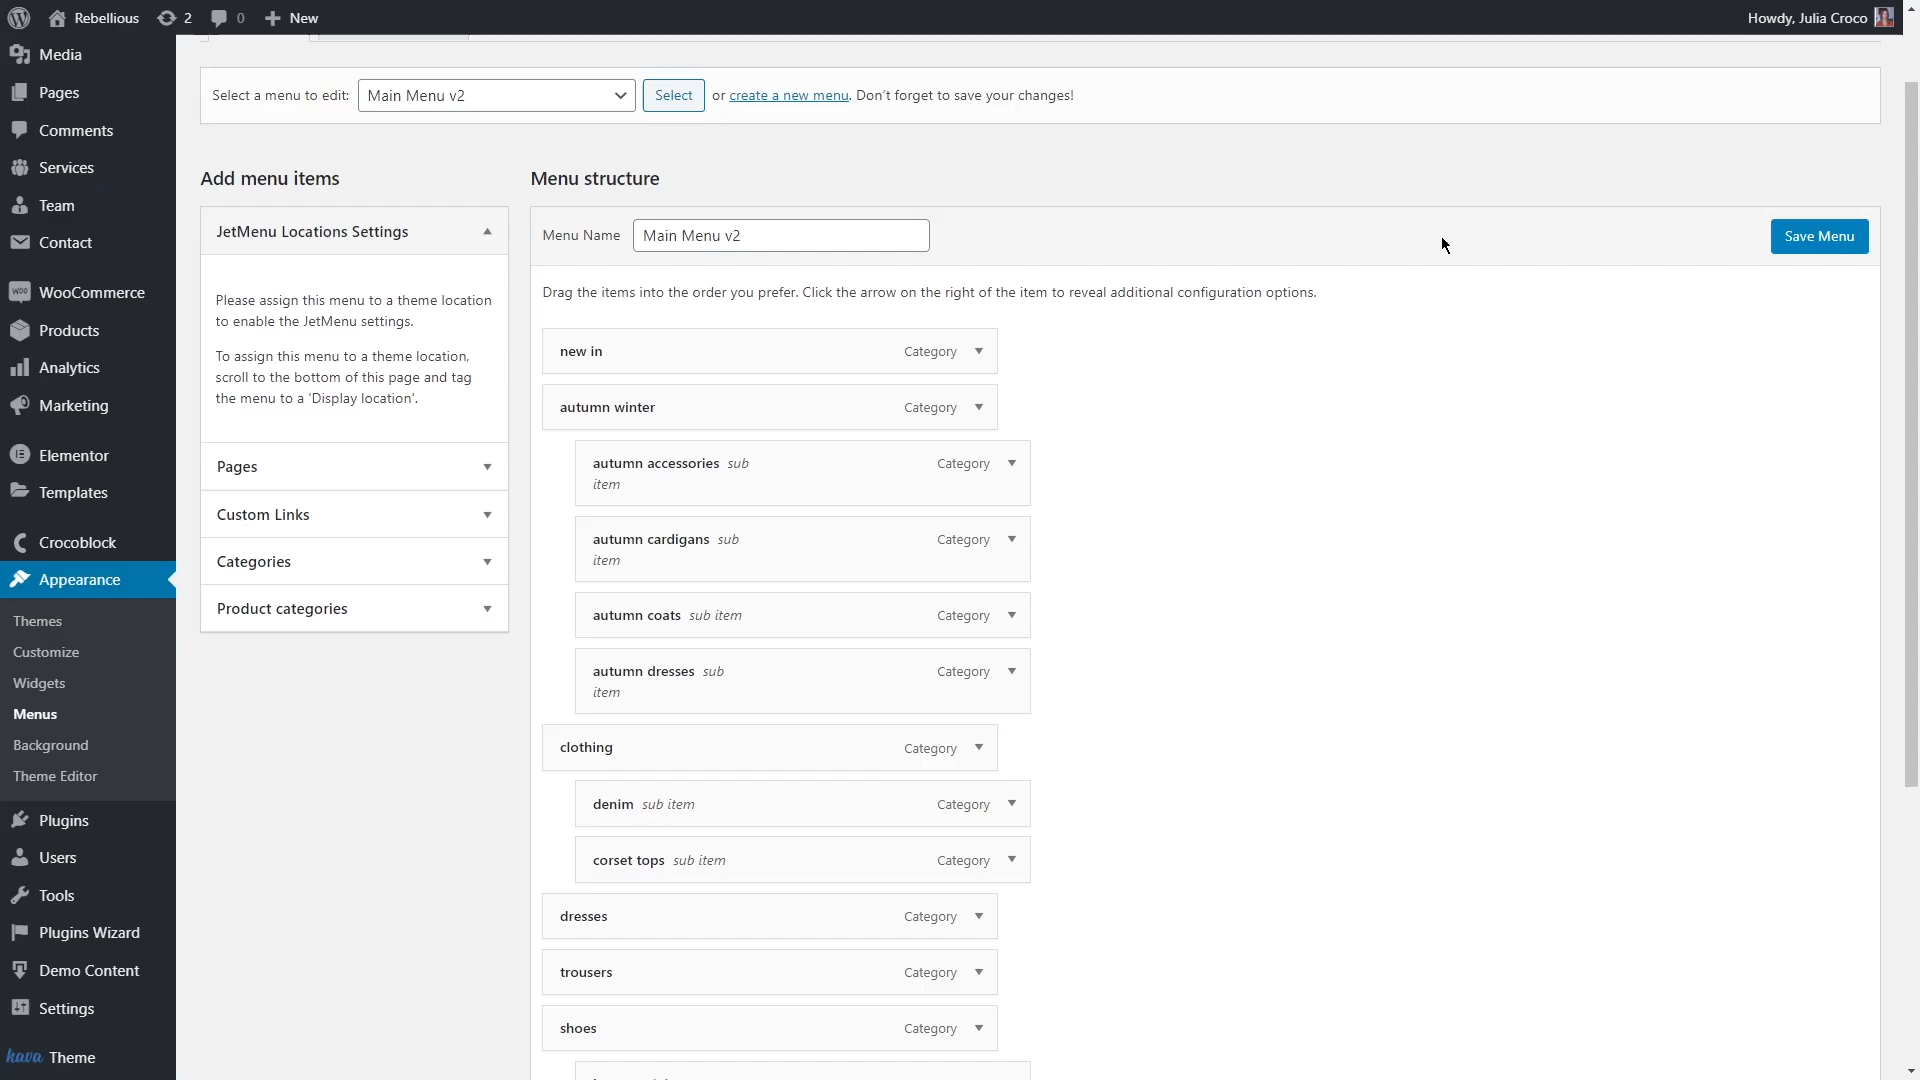 Rebellious
2
0
New
Howdy, Julia Croco
Media
Pages
Comments
Services
Team
Contact
WooCommerce
Products
Analytics
Marketing
Elementor
Templates
Crocoblock
Appearance
Themes
Customize
Widgets
Menus
Background
Theme Editor
Plugins
Users
Tools
Plugins Wizard
Demo Content
Settings
kava Theme
Select a menu to edit: Main Menu v2 Select or create a new menu. Don’t forget to save your changes!
Add menu items
JetMenu Locations Settings
Please assign this menu to a theme location
to enable the JetMenu settings.
To assign this menu to a theme location,
scroll to the bottom of this page and tag
the menu to a 'Display location'.
Pages
Custom Links
Categories
Product categories
Menu structure
Menu Name Main Menu v2 Save Menu
Drag the items into the order you prefer. Click the arrow on the right of the item to reveal additional configuration options.
new in Category
autumn winter Category
autumn accessories sub Category
item
autumn cardigans sub Category
item
autumn coats sub item Category
autumn dresses sub Category
item
clothing Category
denim sub item Category
corset tops sub item Category
dresses Category
trousers Category
shoes Category